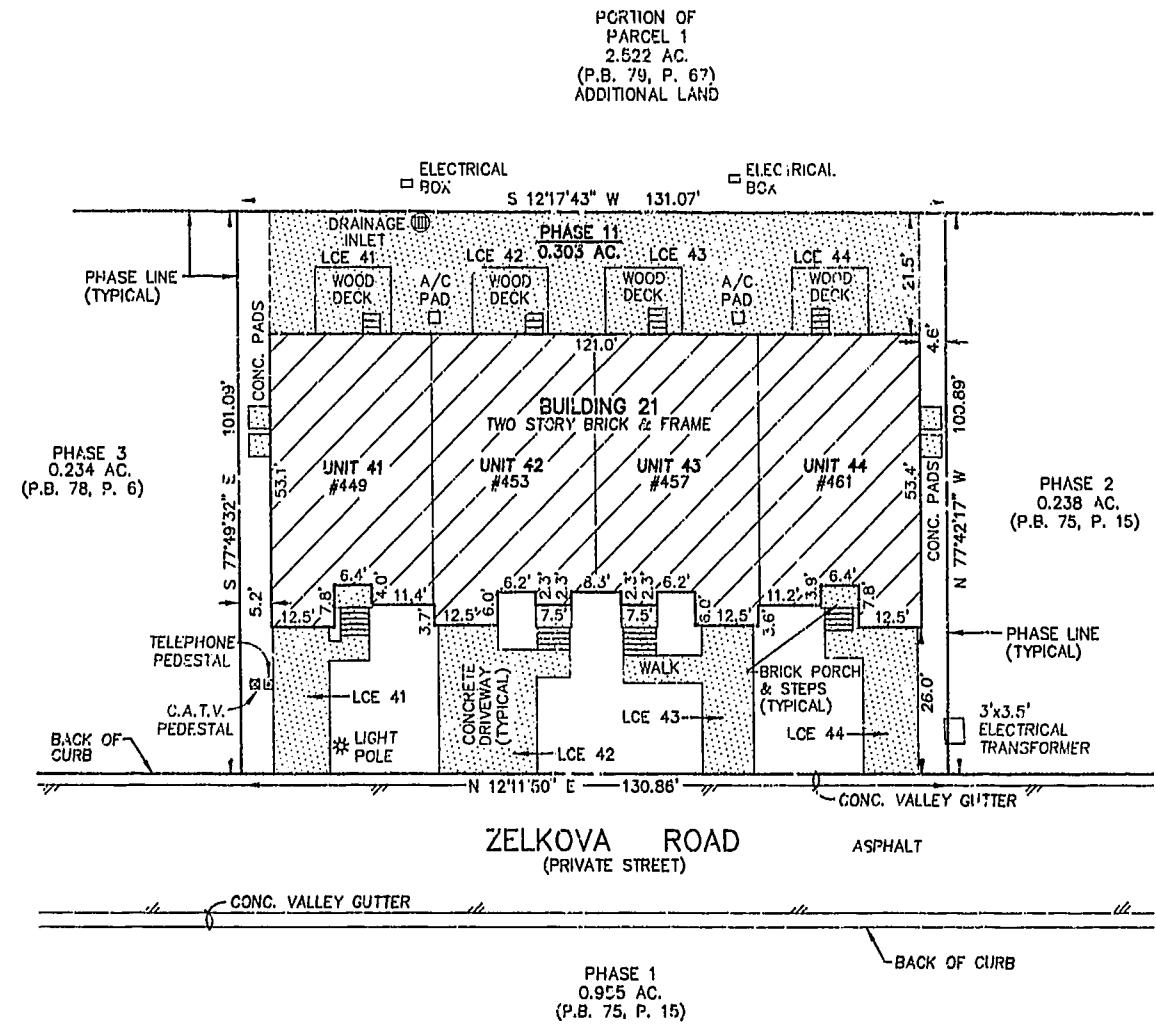 PORTION OF
PARCEL 1
2.522 AC.
(P.B. 79, P. 67)
ADDITIONAL LAND
ELECTRICAL
BOX
ELECTRICAL
BOX
S 12°17'43" W 131.07'
DRAINAGE
INLET
PHASE 11
0.303 AC.
LCE 41
LCE 42
LCE 43
LCE 44
WOOD
DECK
A/C
PAD
WOOD
DECK
WOOD
DECK
A/C
PAD
WOOD
DECK
21.5'
PHASE LINE
(TYPICAL)
CONC. PADS
121.0'
4.6'
101.09'
S 77°49'32" E
100.89'
N 77°42'17" W
BUILDING 21
TWO STORY BRICK & FRAME
PHASE 3
0.234 AC.
(P.B. 78, P. 6)
53.1'
UNIT 41
#449
UNIT 42
#453
UNIT 43
#457
UNIT 44
#461
53.4'
CONC. PADS
PHASE 2
0.238 AC.
(P.B. 75, P. 15)
5.2'
12.5'
7.8'
6.4'
4.0'
11.4'
3.7'
12.5'
6.0'
6.2'
2.3'
2.3'
7.5'
8.3'
2.3'
2.3'
7.5'
6.2'
6.0'
12.5'
3.6'
11.2'
3.9'
6.4'
7.8'
12.5'
TELEPHONE
PEDESTAL
C.A.T.V.
PEDESTAL
LCE 41
CONCRETE
DRIVEWAY
(TYPICAL)
WALK
BRICK PORCH
& STEPS
(TYPICAL)
26.0'
PHASE LINE
(TYPICAL)
LCE 43
LCE 44
3'x3.5'
ELECTRICAL
TRANSFORMER
BACK OF
CURB
LIGHT
POLE
LCE 42
N 12°11'50" E 130.86'
CONC. VALLEY GUTTER
ZELKOVA ROAD
(PRIVATE STREET)
ASPHALT
CONC. VALLEY GUTTER
BACK OF CURB
PHASE 1
0.955 AC.
(P.B. 75, P. 15)